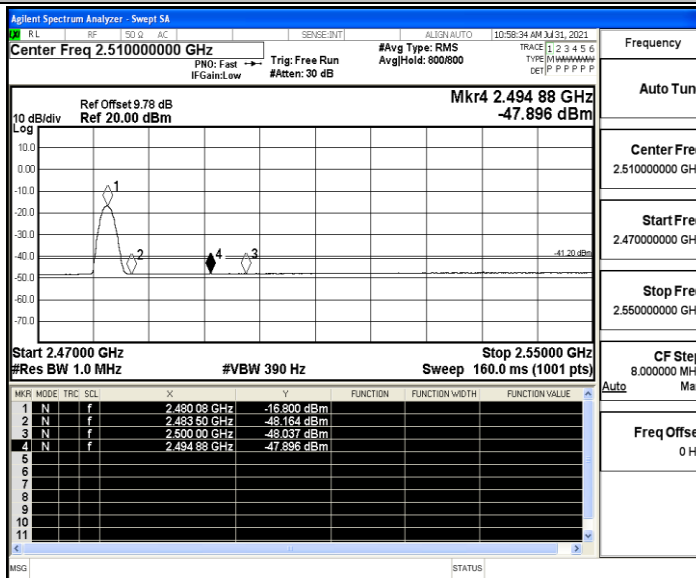 Agilent Spectrum Analyzer - Swept SA
RL RF 50 Ω AC SENSE:INT ALIGN AUTO 10:58:34 AM Jul 31, 2021
Center Freq 2.510000000 GHz
PNO: Fast
IFGain:Low
Trig: Free Run
#Atten: 30 dB
#Avg Type: RMS
Avg|Hold: 800/800
TRACE 1 2 3 4 5 6
TYPE M
DET P P P P P P
Mkr4 2.494 88 GHz
-47.896 dBm
Ref Offset 9.78 dB
10 dB/div Ref 20.00 dBm
Log
10.0
0.00
-10.0
-20.0
-30.0
-40.0
-50.0
-60.0
-70.0
1
2
4
3
-41.20 dBm
Start 2.47000 GHz Stop 2.55000 GHz
#Res BW 1.0 MHz #VBW 390 Hz Sweep 160.0 ms (1001 pts)
MKR MODE TRC SCL X Y FUNCTION FUNCTION WIDTH FUNCTION VALUE
1 N f 2.480 08 GHz -16.800 dBm
2 N f 2.483 50 GHz -48.164 dBm
3 N f 2.500 00 GHz -48.037 dBm
4 N f 2.494 88 GHz -47.896 dBm
5
6
7
8
9
10
11
MSG STATUS
Frequency
Auto Tun
Center Fre
2.510000000 GH
Start Fre
2.470000000 GH
Stop Fre
2.550000000 GH
CF Step
8.000000 MH
Auto Ma
Freq Offse
0 H